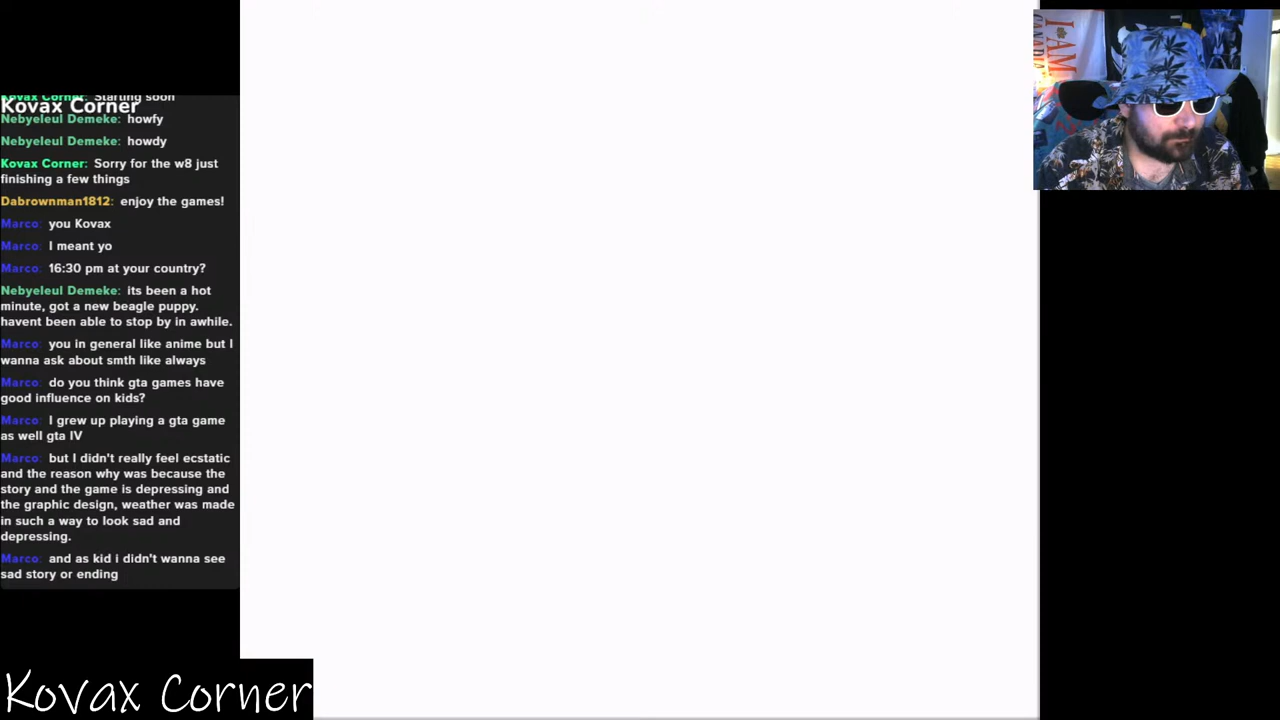 Kovax Corner: Starting soon
Kovax Corner
Nebyeleul Demeke: howfy
Nebyeleul Demeke: howdy
Kovax Corner: Sorry for the w8 just
finishing a few things
Dabrownman1812: enjoy the games!
Marco: you Kovax
Marco: I meant yo
Marco: 16:30 pm at your country?
Nebyeleul Demeke: its been a hot
minute, got a new beagle puppy.
havent been able to stop by in awhile.
Marco: you in general like anime but I
wanna ask about smth like always
Marco: do you think gta games have
good influence on kids?
Marco: I grew up playing a gta game
as well gta IV
Marco: but I didn't really feel ecstatic
and the reason why was because the
story and the game is depressing and
the graphic design, weather was made
in such a way to look sad and
depressing.
Marco: and as kid i didn't wanna see
sad story or ending
Kovax Corner
I AM